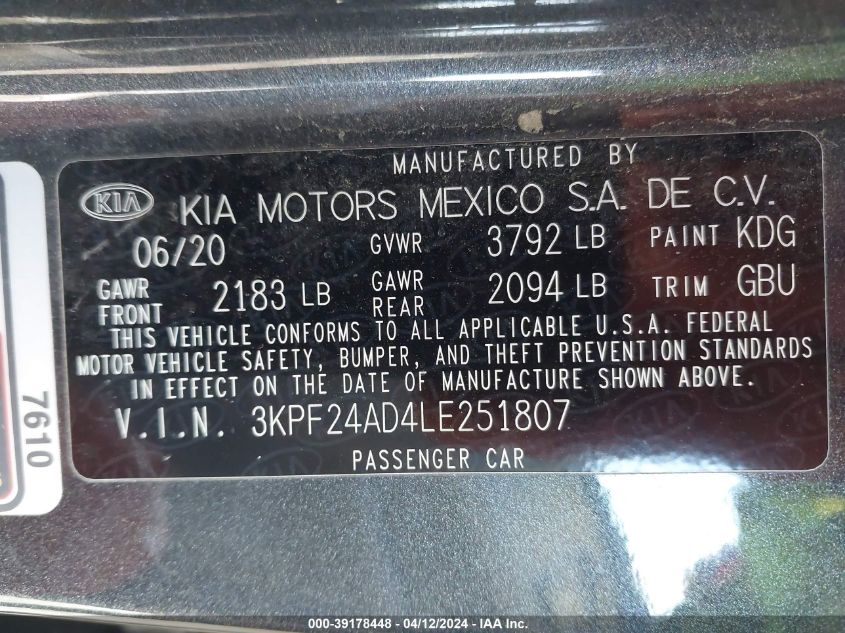 MANUFACTURED BY
KIA KIA MOTORS MEXICO S.A. DE C.V.
06/20 GVWR 3792 LB PAINT KDG
GAWR FRONT 2183 LB GAWR REAR 2094 LB TRIM GBU
THIS VEHICLE CONFORMS TO ALL APPLICABLE U.S.A. FEDERAL
MOTOR VEHICLE SAFETY, BUMPER, AND THEFT PREVENTION STANDARDS
IN EFFECT ON THE DATE OF MANUFACTURE SHOWN ABOVE.
V.I.N. 3KPF24AD4LE251807
PASSENGER CAR
7610
000-39178448 - 04/12/2024 - IAA Inc.